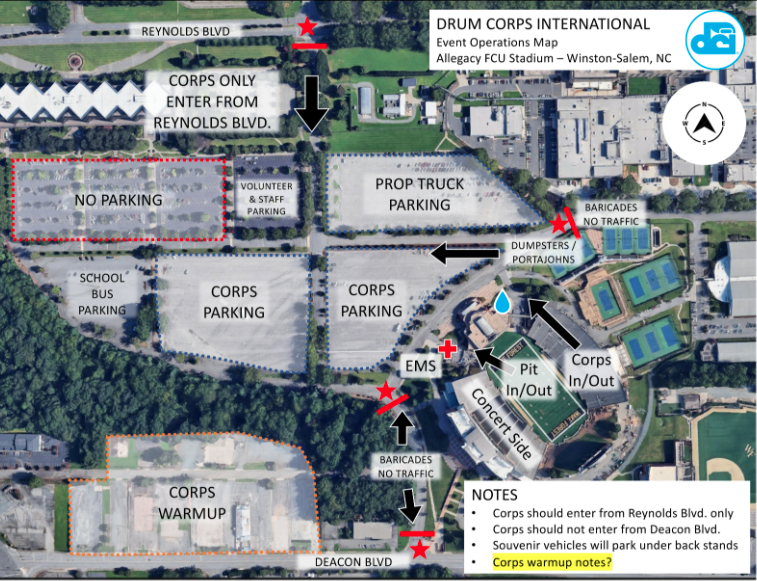 REYNOLDS BLVD
DRUM CORPS INTERNATIONAL
Event Operations Map
Allegacy FCU Stadium – Winston-Salem, NC
dci
CORPS ONLY
ENTER FROM
REYNOLDS BLVD.
N
W E
S
NO PARKING
VOLUNTEER
& STAFF
PARKING
PROP TRUCK
PARKING
BARICADES
NO TRAFFIC
DUMPSTERS /
PORTAJOHNS
SCHOOL
BUS
PARKING
CORPS
PARKING
CORPS
PARKING
EMS
Pit
In/Out
Corps
In/Out
Concert Side
WAKE FOREST
BARICADES
NO TRAFFIC
CORPS
WARMUP
DEACON BLVD
NOTES
• Corps should enter from Reynolds Blvd. only
• Corps should not enter from Deacon Blvd.
• Souvenir vehicles will park under back stands
• Corps warmup notes?